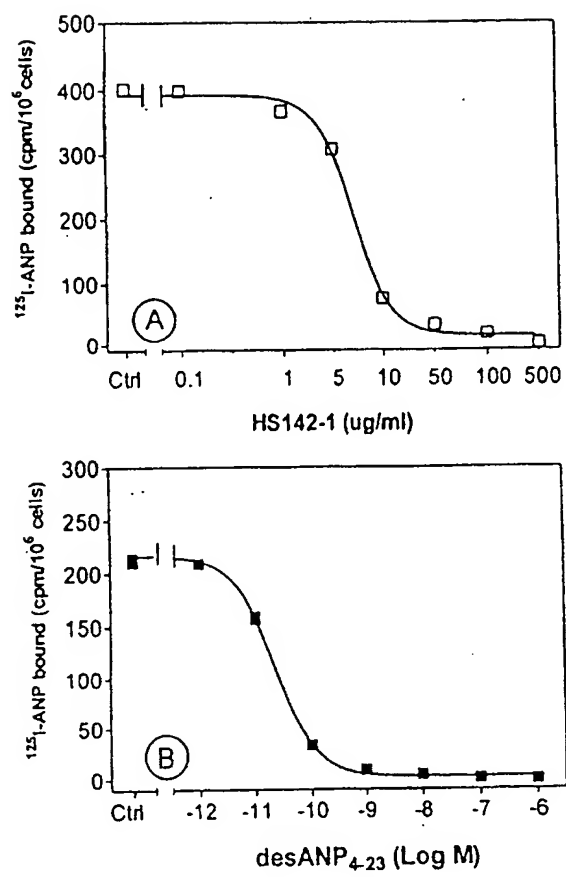 500
400
300
200
100
0
¹²⁵I-ANP bound (cpm/10⁶cells)
A
Ctrl 0.1 1 5 10 50 100 500
HS142-1 (ug/ml)
300
250
200
150
100
50
0
¹²⁵I-ANP bound (cpm/10⁶ cells)
B
Ctrl -12 -11 -10 -9 -8 -7 -6
desANP₄₋₂₃ (Log M)